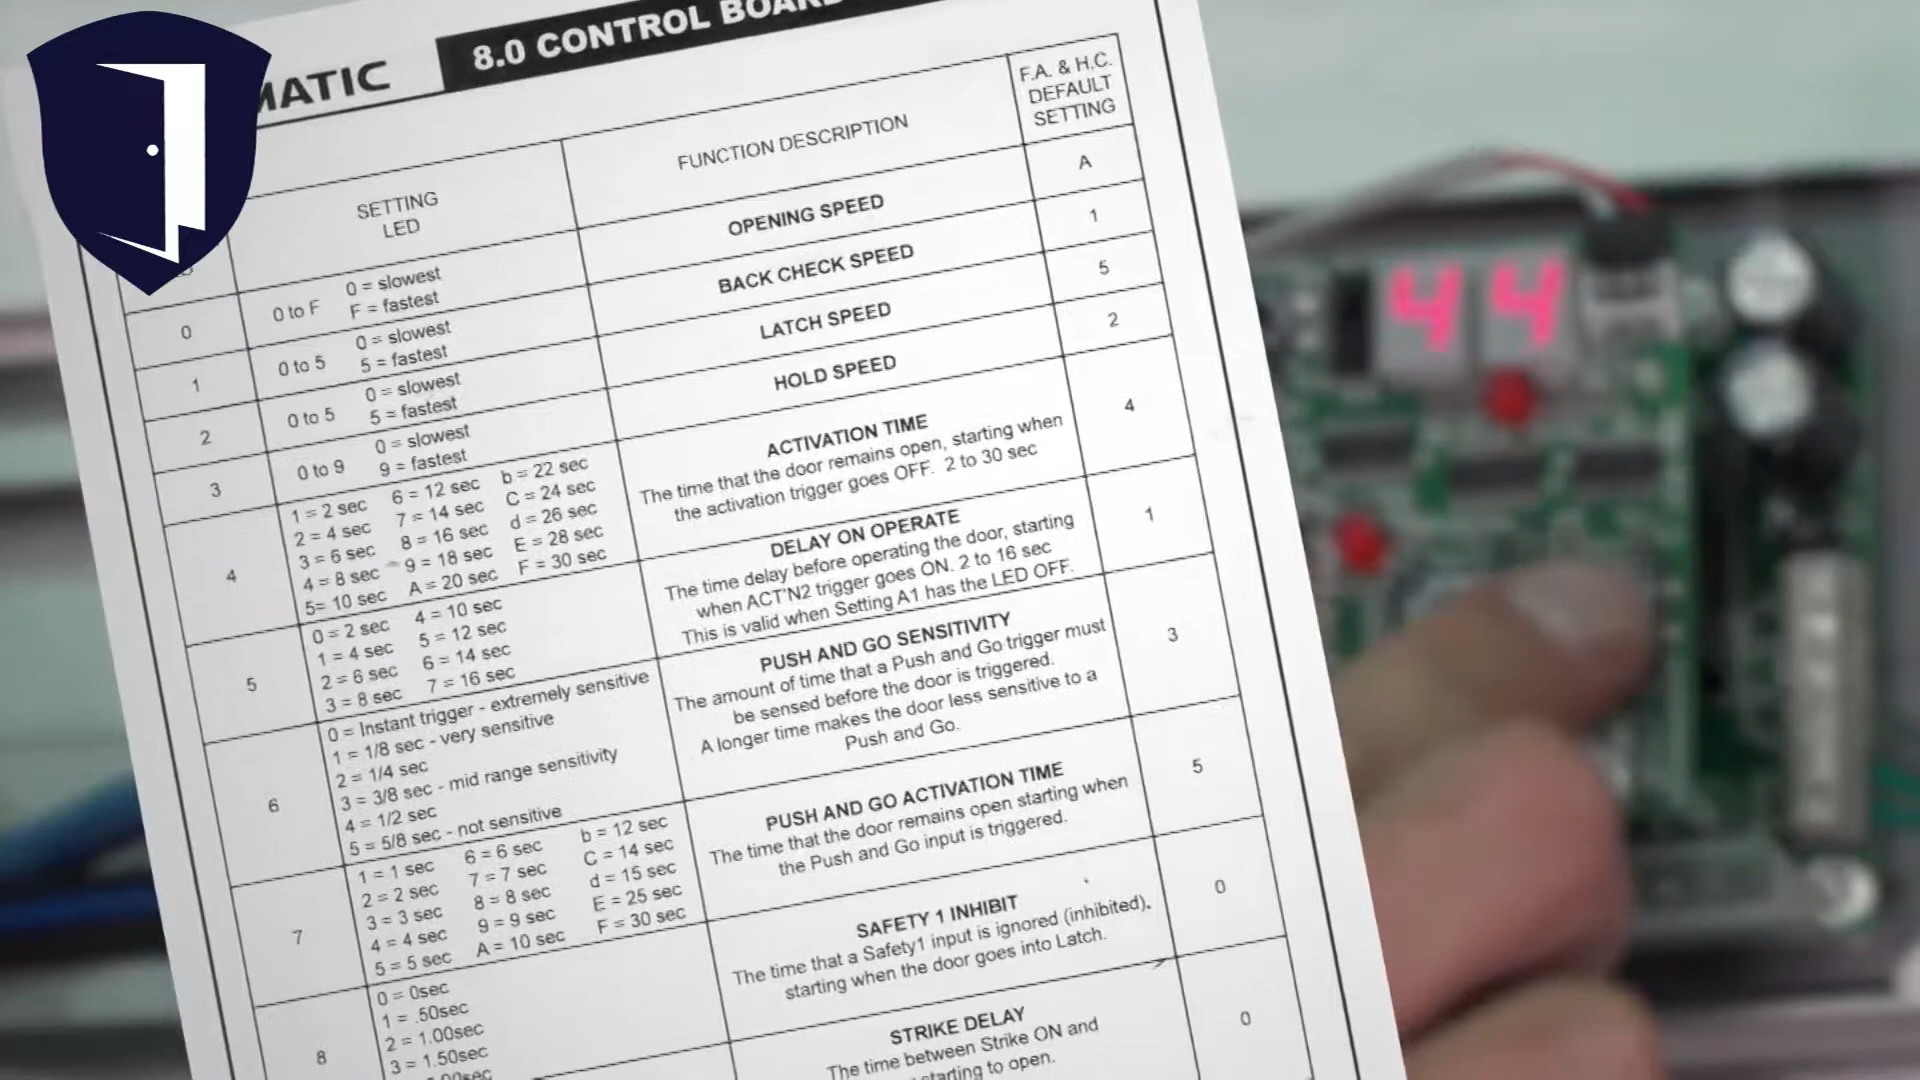 MATIC
8.0 CONTROL BOARD
SETTING
LED
FUNCTION DESCRIPTION
F.A. & H.C.
DEFAULT
SETTING
0
0 to F
0 = slowest
F = fastest
OPENING SPEED
A
1
0 to 5
0 = slowest
5 = fastest
BACK CHECK SPEED
1
2
0 to 5
0 = slowest
5 = fastest
LATCH SPEED
5
3
0 to 9
0 = slowest
9 = fastest
HOLD SPEED
2
4
1 = 2 sec 6 = 12 sec b = 22 sec
2 = 4 sec 7 = 14 sec C = 24 sec
3 = 6 sec 8 = 16 sec d = 26 sec
4 = 8 sec 9 = 18 sec E = 28 sec
5= 10 sec A = 20 sec F = 30 sec
ACTIVATION TIME
The time that the door remains open, starting when
the activation trigger goes OFF. 2 to 30 sec
4
5
0 = 2 sec 4 = 10 sec
1 = 4 sec 5 = 12 sec
2 = 6 sec 6 = 14 sec
3 = 8 sec 7 = 16 sec
DELAY ON OPERATE
The time delay before operating the door, starting
when ACT'N2 trigger goes ON. 2 to 16 sec
This is valid when Setting A1 has the LED OFF.
1
6
0 = Instant trigger - extremely sensitive
1 = 1/8 sec - very sensitive
2 = 1/4 sec
3 = 3/8 sec - mid range sensitivity
4 = 1/2 sec
5 = 5/8 sec - not sensitive
PUSH AND GO SENSITIVITY
The amount of time that a Push and Go trigger must
be sensed before the door is triggered.
A longer time makes the door less sensitive to a
Push and Go.
3
7
1 = 1 sec 6 = 6 sec b = 12 sec
2 = 2 sec 7 = 7 sec C = 14 sec
3 = 3 sec 8 = 8 sec d = 15 sec
4 = 4 sec 9 = 9 sec E = 25 sec
5 = 5 sec A = 10 sec F = 30 sec
PUSH AND GO ACTIVATION TIME
The time that the door remains open starting when
the Push and Go input is triggered.
5
8
0 = 0sec
1 = .50sec
2 = 1.00sec
3 = 1.50sec
SAFETY 1 INHIBIT
The time that a Safety1 input is ignored (inhibited),
starting when the door goes into Latch.
0
STRIKE DELAY
The time between Strike ON and
starting to open.
0
44